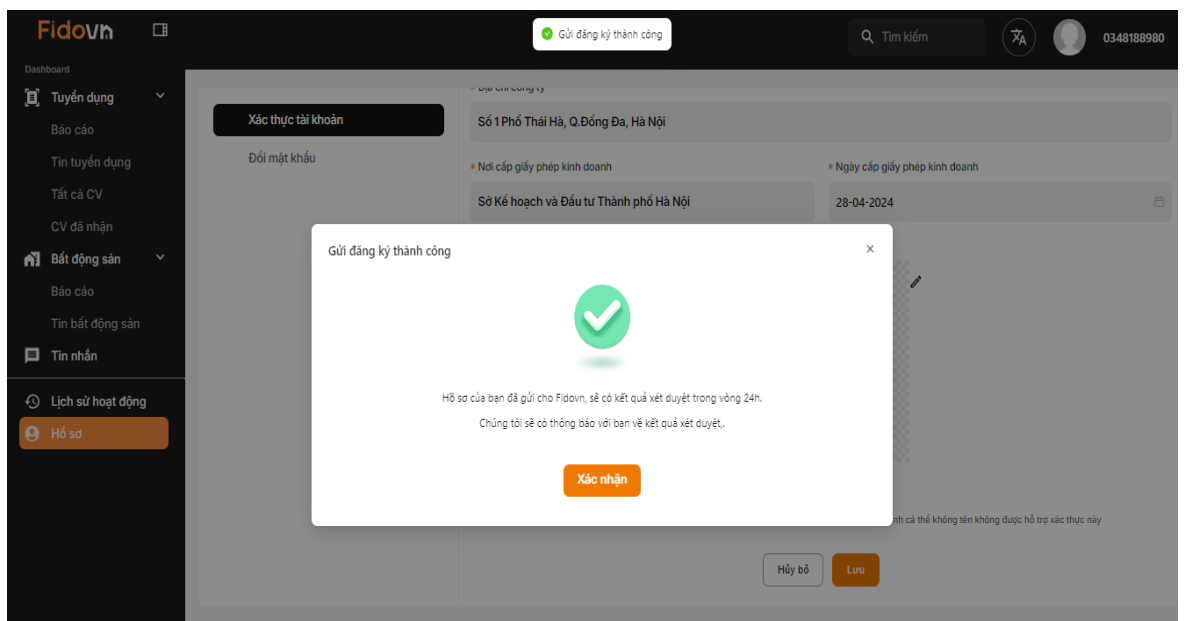 Fidovn
Gửi đăng ký thành công
Tìm kiếm
0348188980
Dashboard
Tuyển dụng
Báo cáo
Tin tuyển dụng
Tất cả CV
CV đã nhận
Bất động sản
Báo cáo
Tin bất động sản
Tin nhắn
Lịch sử hoạt động
Hồ sơ
Xác thực tài khoản
Đổi mật khẩu
* Địa chỉ công ty
Số 1 Phố Thái Hà, Q.Đống Đa, Hà Nội
* Nơi cấp giấy phép kinh doanh
* Ngày cấp giấy phép kinh doanh
Sở Kế hoạch và Đầu tư Thành phố Hà Nội
28-04-2024
Gửi đăng ký thành công
Hồ sơ của bạn đã gửi cho Fidovn, sẽ có kết quả xét duyệt trong vòng 24h.
Chúng tôi sẽ có thông báo với bạn về kết quả xét duyệt,.
Xác nhận
cá thể không tên không được hỗ trợ xác thực này
Hủy bỏ
Lưu